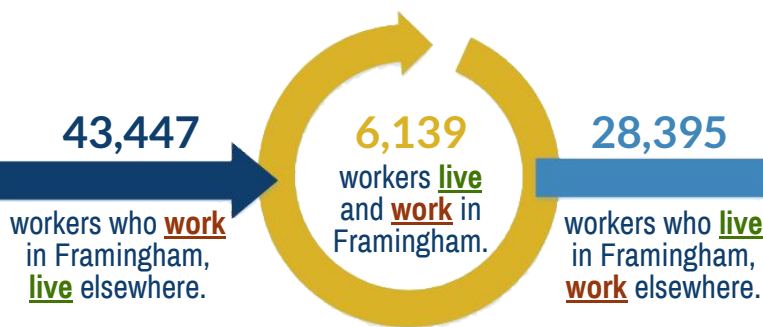 43,447
workers who work
in Framingham,
live elsewhere.
6,139
workers live
and work in
Framingham.
28,395
workers who live
in Framingham,
work elsewhere.